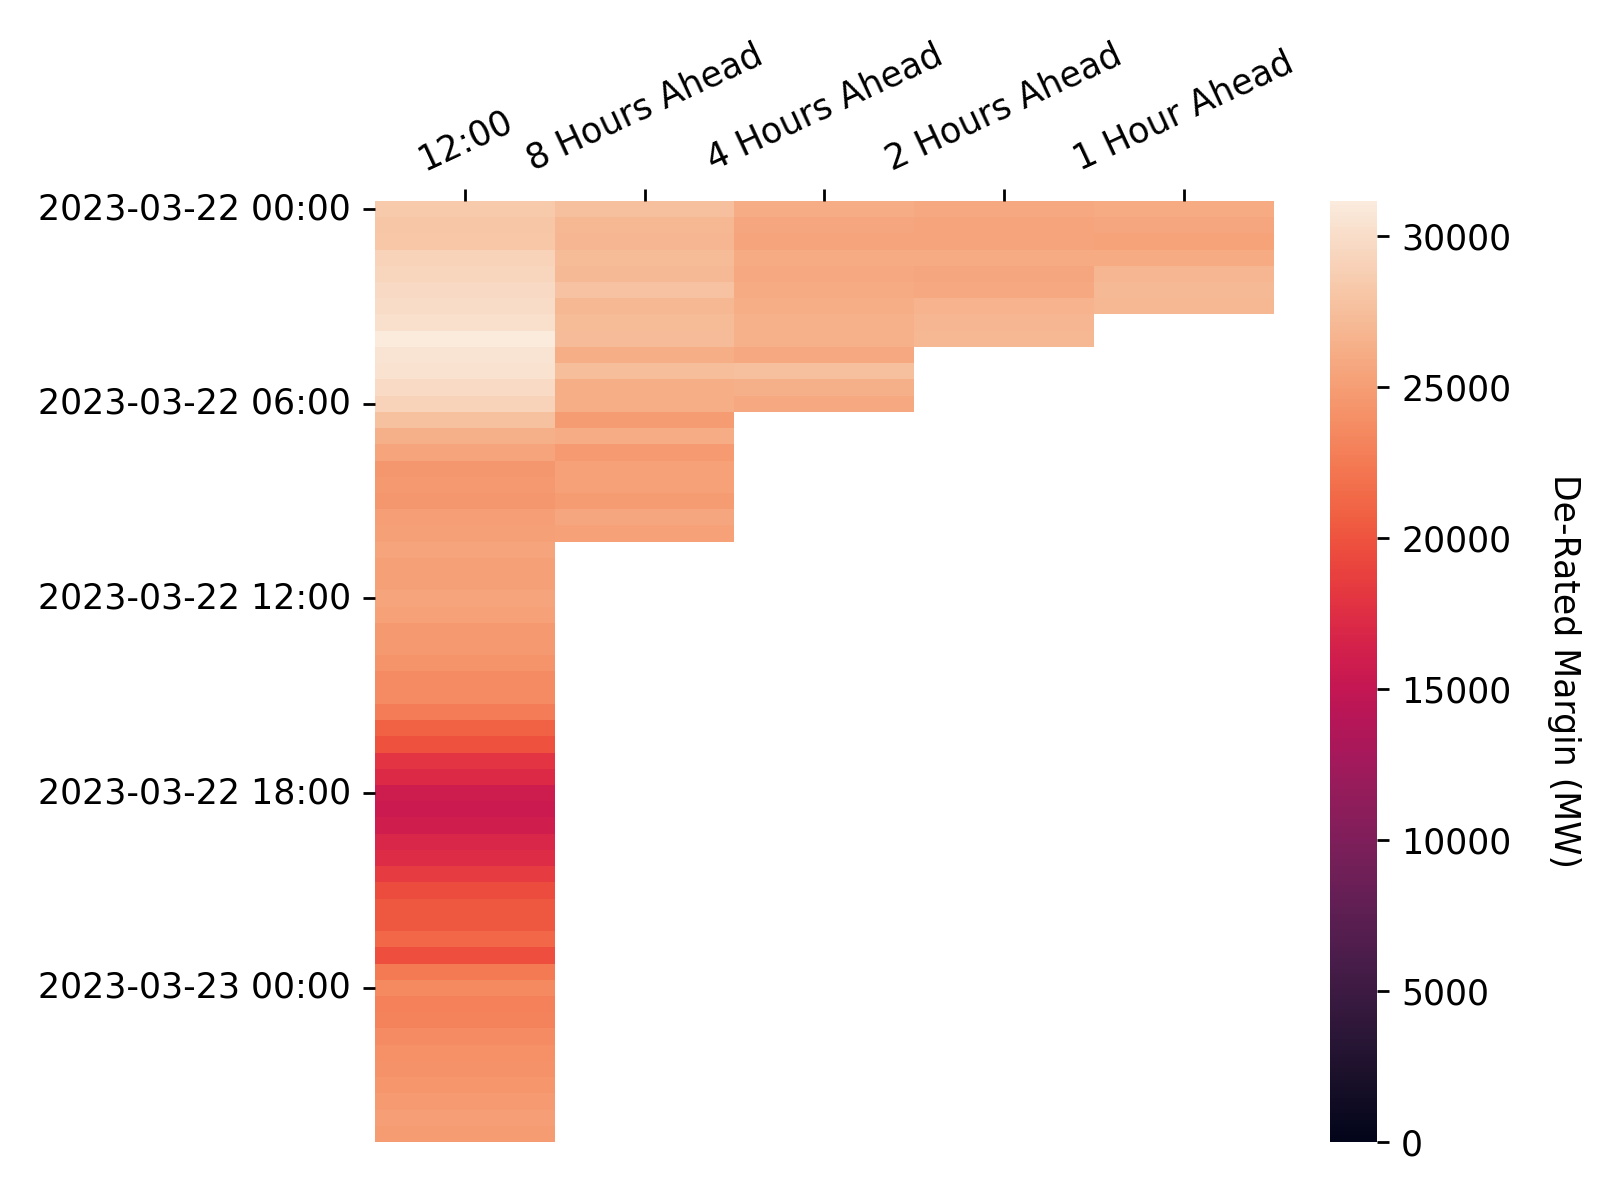 12:00
8 Hours Ahead
4 Hours Ahead
2 Hours Ahead
1 Hour Ahead
2023-03-22 00:00
2023-03-22 06:00
2023-03-22 12:00
2023-03-22 18:00
2023-03-23 00:00
30000
25000
20000
15000
10000
5000
0
De-Rated Margin (MW)